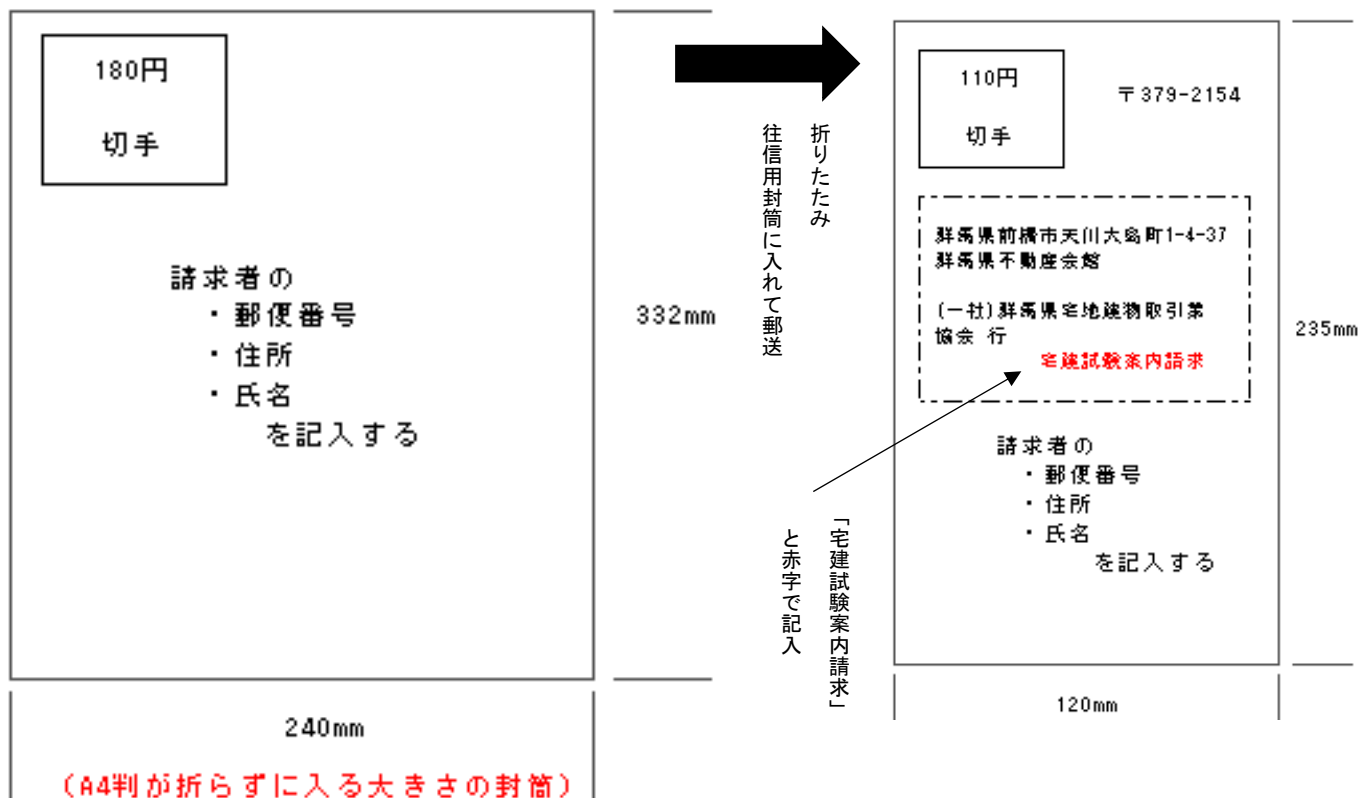 180円
切手
請求者の
・郵便番号
・住所
・氏名
を記入する
332mm
240mm
(A4判が折らずに入る大きさの封筒)
折りたたみ
往信用封筒に入れて郵送
110円
切手
〒379-2154
群馬県前橋市天川大島町1-4-37
群馬県不動産会館
(一社)群馬県宅地建物取引業
協会 行
宅建試験案内請求
請求者の
・郵便番号
・住所
・氏名
を記入する
235mm
120mm
「宅建試験案内請求」
と赤字で記入